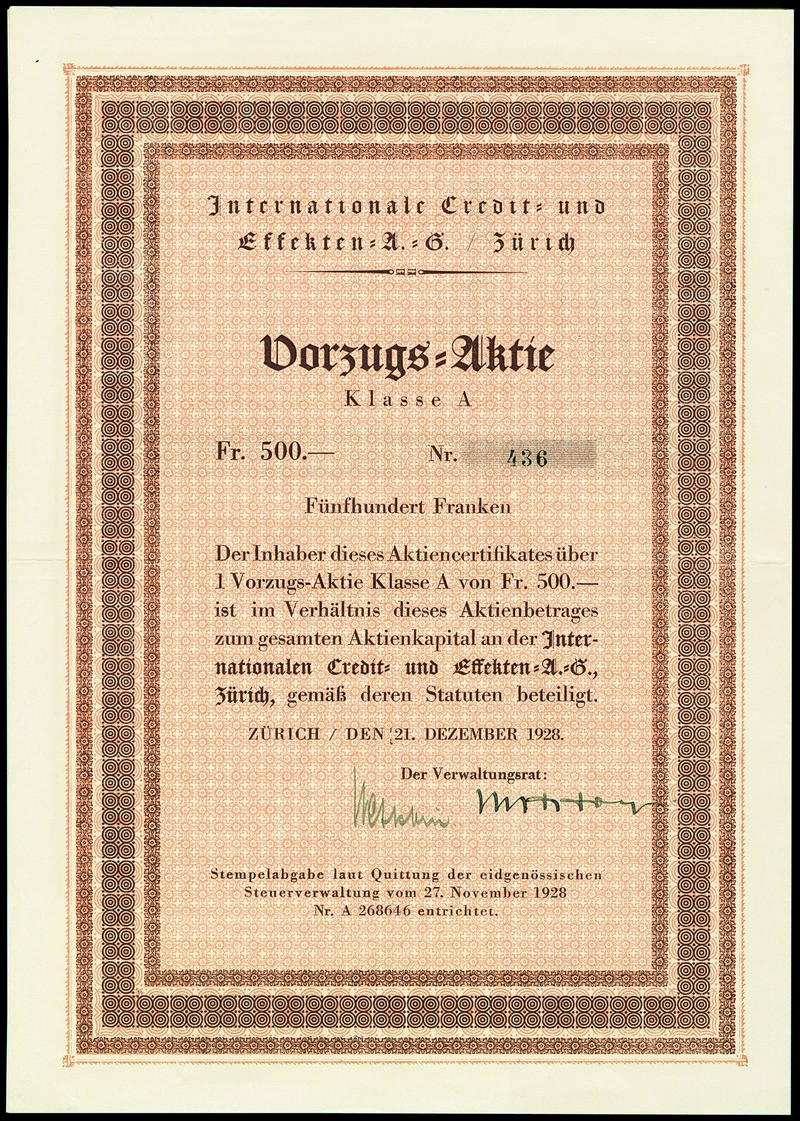 Internationale Credit- und
Effekten-A.-G. / Zürich
Vorzugs-Aktie
Klasse A
Fr. 500.— Nr. 436
Fünfhundert Franken
Der Inhaber dieses Aktiencertifikates über
1 Vorzugs-Aktie Klasse A von Fr. 500.—
ist im Verhältnis dieses Aktienbetrages
zum gesamten Aktienkapital an der Inter-
nationalen Credit- und Effekten-A.-G.,
Zürich, gemäß deren Statuten beteiligt.
ZÜRICH / DEN 21. DEZEMBER 1928.
Der Verwaltungsrat:
Stempelabgabe laut Quittung der eidgenössischen
Steuerverwaltung vom 27. November 1928
Nr. A 268646 entrichtet.